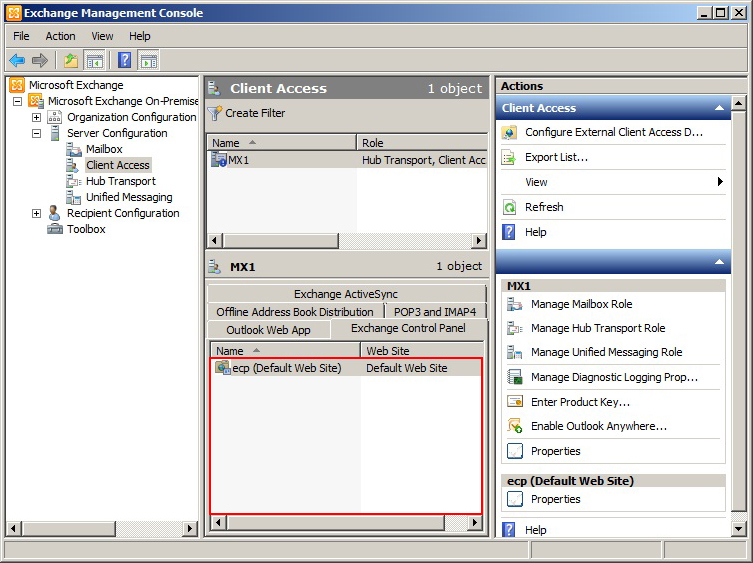 Exchange Management Console
File Action View Help
Microsoft Exchange
Microsoft Exchange On-Premise
Organization Configuration
Server Configuration
Mailbox
Client Access
Hub Transport
Unified Messaging
Recipient Configuration
Toolbox
Client Access 1 object
Create Filter
Name Role
MX1 Hub Transport, Client Acc
MX1 1 object
Exchange ActiveSync
Offline Address Book Distribution POP3 and IMAP4
Outlook Web App Exchange Control Panel
Name Web Site
ecp (Default Web Site) Default Web Site
Actions
Client Access
Configure External Client Access D...
Export List...
View
Refresh
Help
MX1
Manage Mailbox Role
Manage Hub Transport Role
Manage Unified Messaging Role
Manage Diagnostic Logging Prop...
Enter Product Key...
Enable Outlook Anywhere...
Properties
ecp (Default Web Site)
Properties
Help